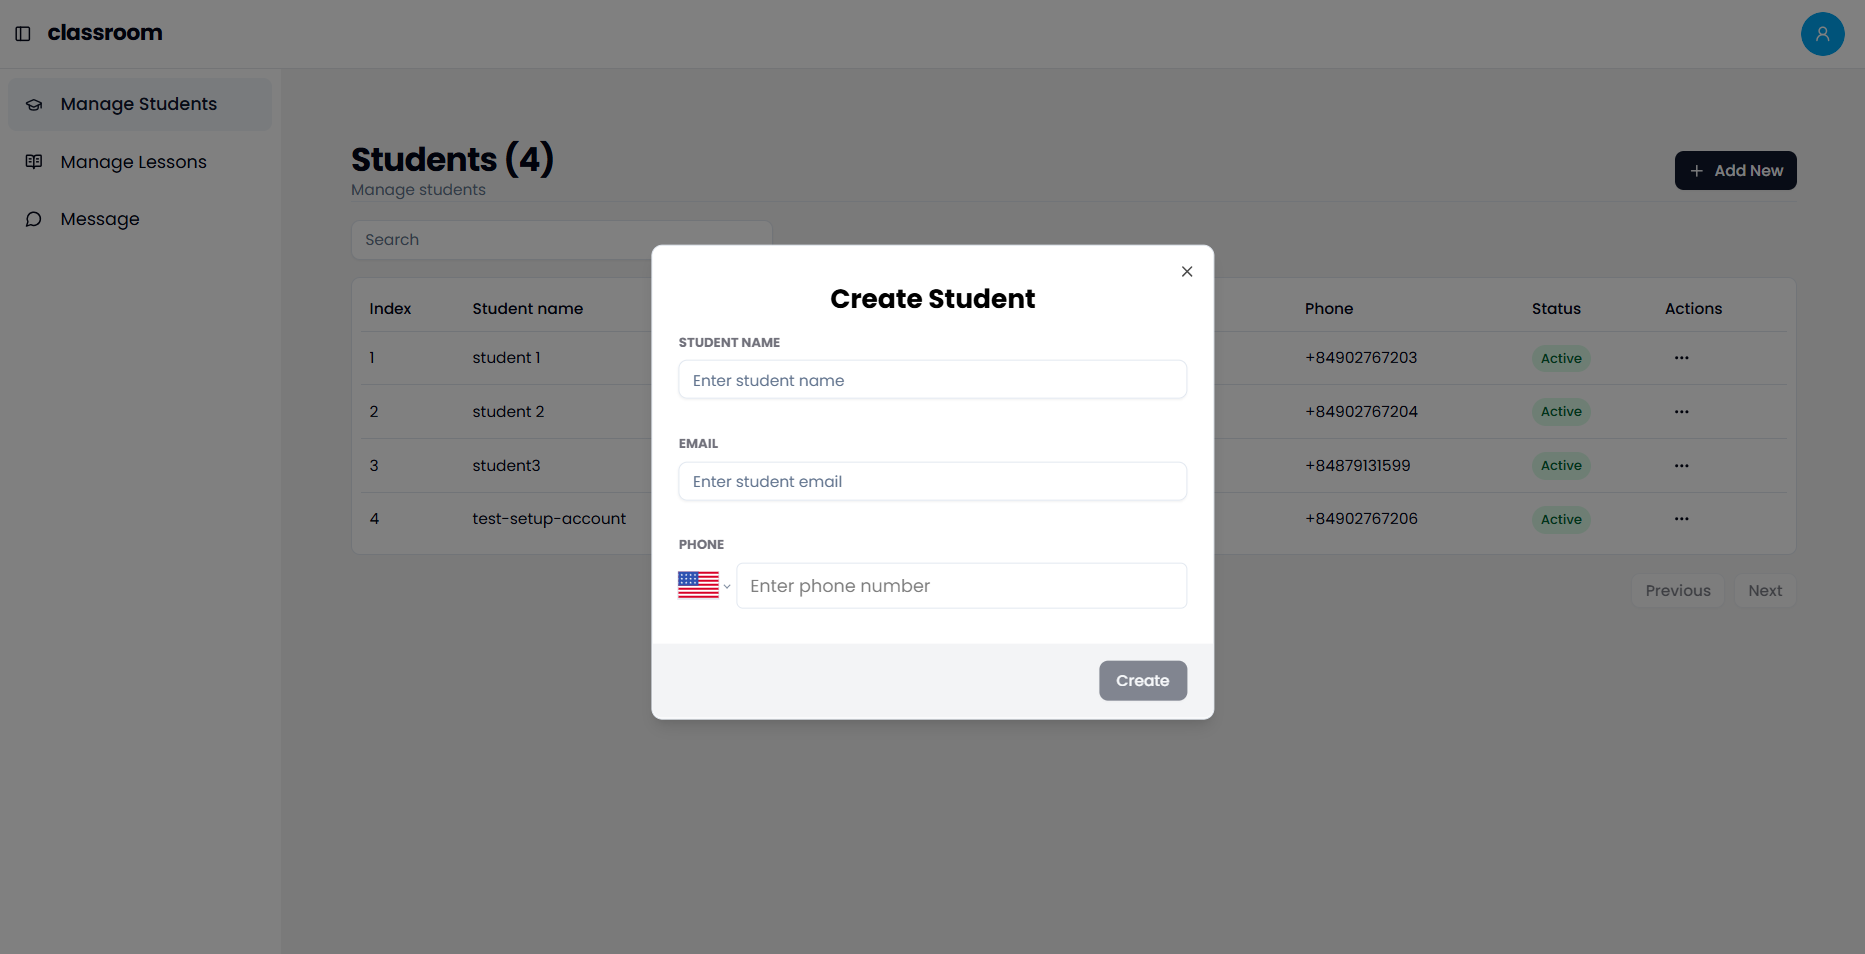 classroom
Manage Students
Manage Lessons
Message
Students (4)
Manage students
+ Add New
Search
Index Student name Phone Status Actions
1 student 1 +84902767203 Active ...
2 student 2 +84902767204 Active ...
3 student3 +84879131599 Active ...
4 test-setup-account +84902767206 Active ...
Previous Next
Create Student
STUDENT NAME
Enter student name
EMAIL
Enter student email
PHONE
Enter phone number
Create